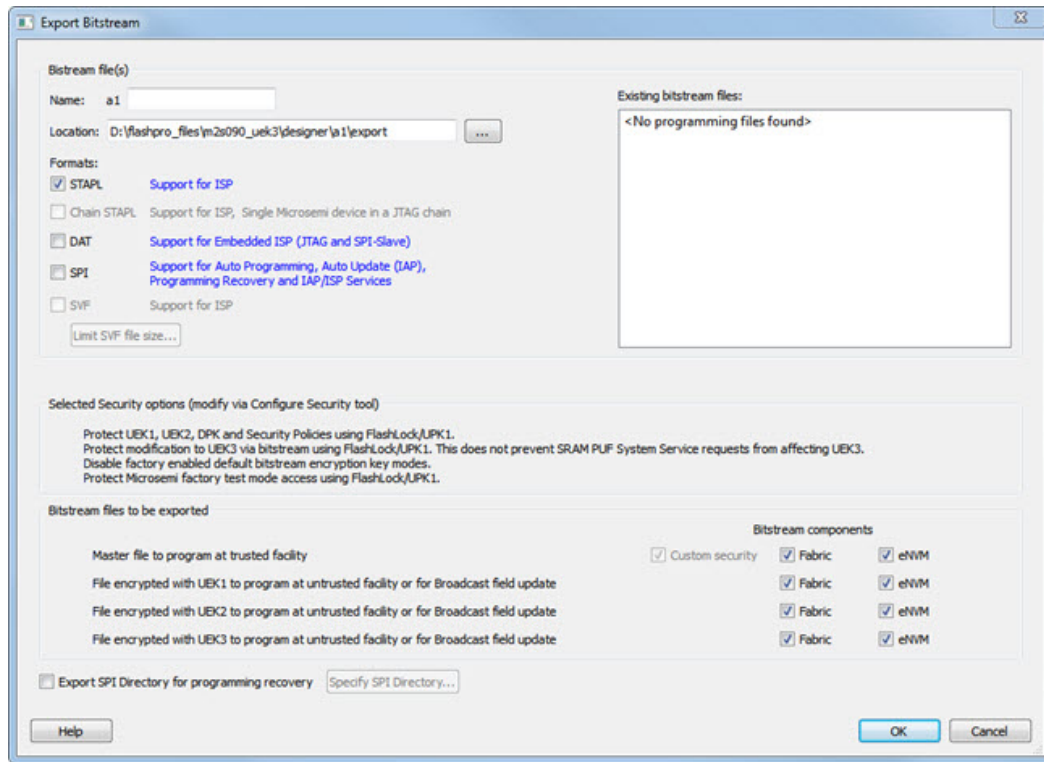 Export Bitstream
Bistream file(s)
Name: a1
Existing bitstream files:
<No programming files found>
Location: D:\flashpro_files\m2s090_uek3\designer\a1\export ...
Formats:
STAPL Support for ISP
Chain STAPL Support for ISP, Single Microsemi device in a JTAG chain
DAT Support for Embedded ISP (JTAG and SPI-Slave)
SPI Support for Auto Programming, Auto Update (IAP),
Programming Recovery and IAP/ISP Services
SVF Support for ISP
Limit SVF file size...
Selected Security options (modify via Configure Security tool)
Protect UEK1, UEK2, DPK and Security Policies using FlashLock/UPK1.
Protect modification to UEK3 via bitstream using FlashLock/UPK1. This does not prevent SRAM PUF System Service requests from affecting UEK3.
Disable factory enabled default bitstream encryption key modes.
Protect Microsemi factory test mode access using FlashLock/UPK1.
Bitstream files to be exported
Bitstream components
Master file to program at trusted facility Custom security Fabric eNVM
File encrypted with UEK1 to program at untrusted facility or for Broadcast field update Fabric eNVM
File encrypted with UEK2 to program at untrusted facility or for Broadcast field update Fabric eNVM
File encrypted with UEK3 to program at untrusted facility or for Broadcast field update Fabric eNVM
Export SPI Directory for programming recovery Specify SPI Directory...
Help OK Cancel